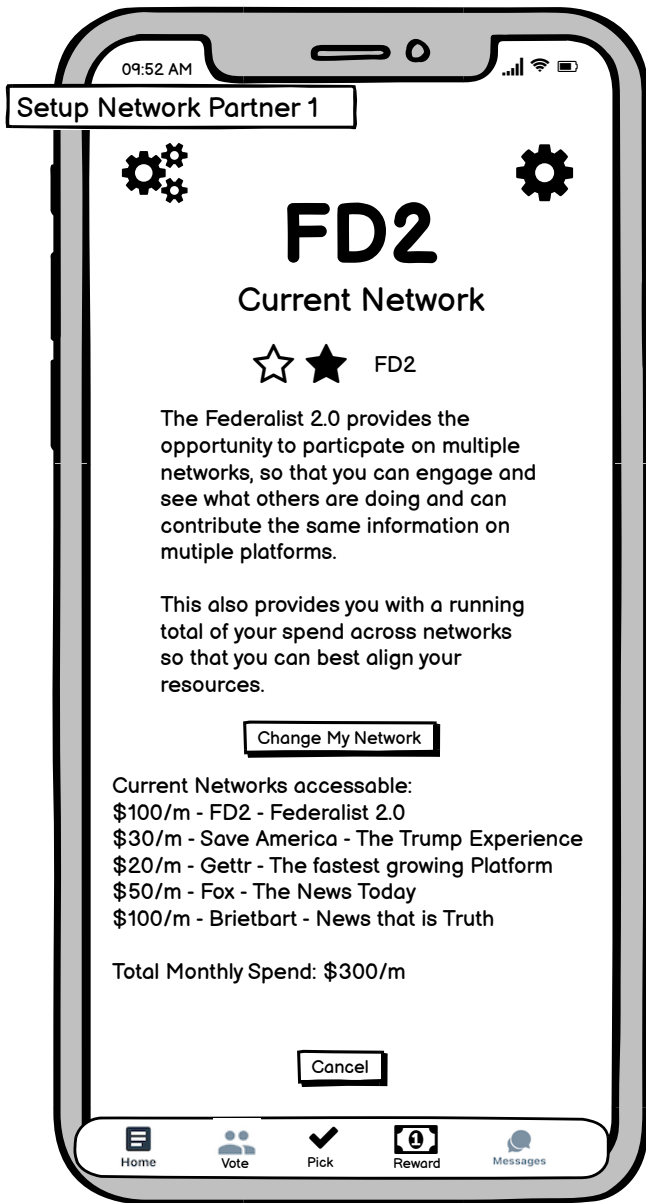 09:52 AM
Setup Network Partner 1
FD2
Current Network
FD2
The Federalist 2.0 provides the
opportunity to particpate on multiple
networks, so that you can engage and
see what others are doing and can
contribute the same information on
mutiple platforms.
This also provides you with a running
total of your spend across networks
so that you can best align your
resources.
Change My Network
Current Networks accessable:
$100/m - FD2 - Federalist 2.0
$30/m - Save America - The Trump Experience
$20/m - Gettr - The fastest growing Platform
$50/m - Fox - The News Today
$100/m - Brietbart - News that is Truth
Total Monthly Spend: $300/m
Cancel
1
Home Vote Pick Reward Messages